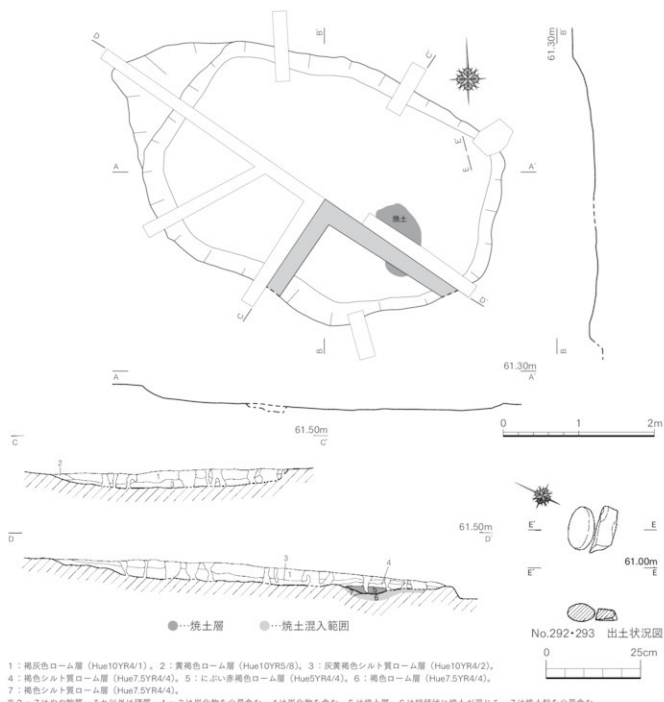 B'
D
C'
61.30m
B'
E'
E
A
A'
焼土
D'
C
B
B
61.30m
A
A'
61.50m
C
C'
0 1 2m
2
1
3
61.50m
D
D'
3
4
1
E'
E
61.00m
E'
E
●…焼土層 ●…焼土混入範囲
No.292・293 出土状況図
0 25cm
1：褐灰色ローム層（Hue10YR4/1）。2：黄褐色ローム層（Hue10YR5/8）。3：灰黄褐色シルト質ローム層（Hue10YR4/2）。
4：褐色シルト質ローム層（Hue7.5YR4/4）。5：にぶい赤褐色ローム層（Hue5YR4/4）。6：褐色ローム層（Hue7.5YR4/4）。
7：褐色シルト質ローム層（Hue7.5YR4/4）。